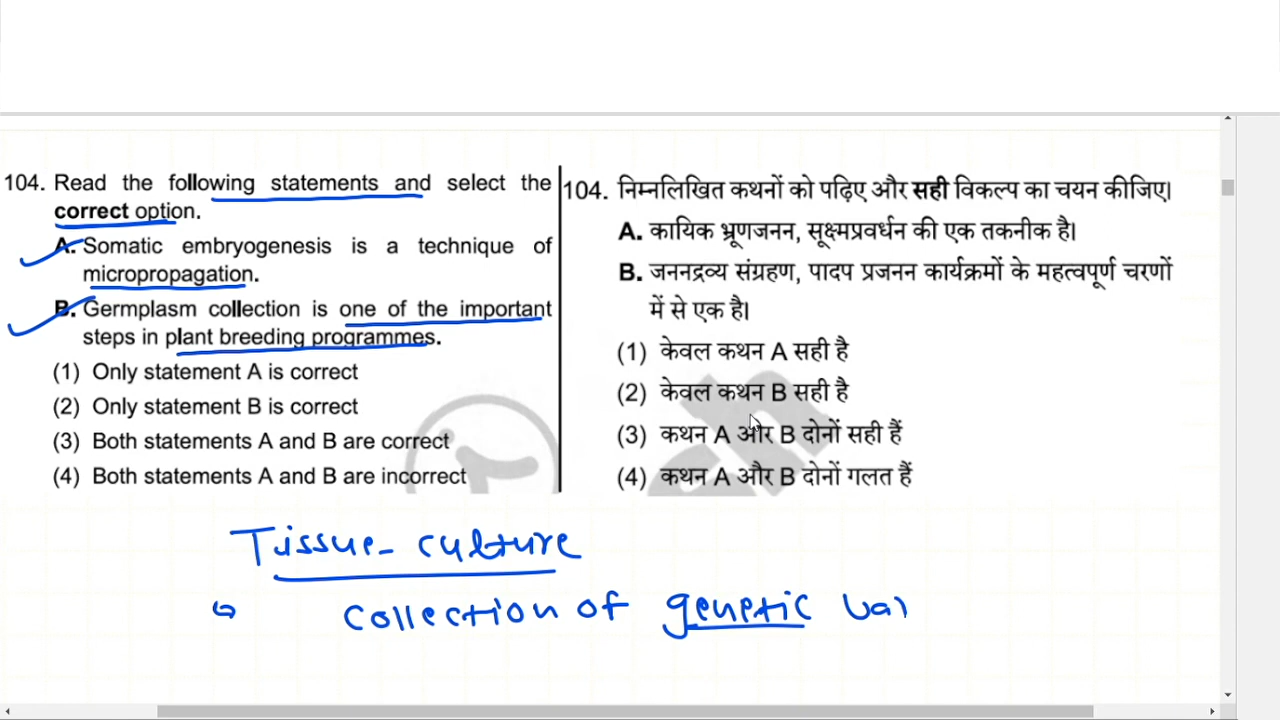 104. Read the following statements and select the
correct option.
A. Somatic embryogenesis is a technique of
micropropagation.
B. Germplasm collection is one of the important
steps in plant breeding programmes.
(1) Only statement A is correct
(2) Only statement B is correct
(3) Both statements A and B are correct
(4) Both statements A and B are incorrect
104. निम्नलिखित कथनों को पढ़िए और सही विकल्प का चयन कीजिए।
A. कायिक भ्रूणजनन, सूक्ष्मप्रवर्धन की एक तकनीक है।
B. जननद्रव्य संग्रहण, पादप प्रजनन कार्यक्रमों के महत्वपूर्ण चरणों
में से एक है।
(1) केवल कथन A सही है
(2) केवल कथन B सही है
(3) कथन A और B दोनों सही हैं
(4) कथन A और B दोनों गलत हैं
Tissue- culture
collection of genetic